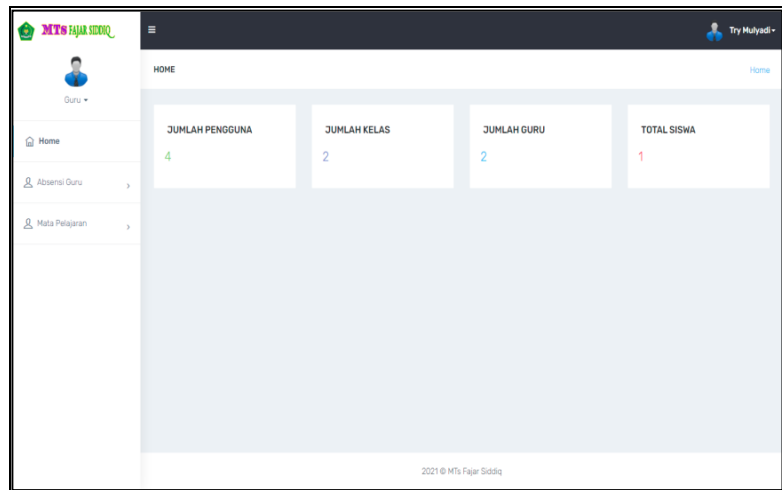 MTs FAJAR SIDDIQ
Try Mulyadi
Guru
HOME
Home
Home
Absensi Guru
Mata Pelajaran
JUMLAH PENGGUNA
4
JUMLAH KELAS
2
JUMLAH GURU
2
TOTAL SISWA
1
2021 © MTs Fajar Siddiq